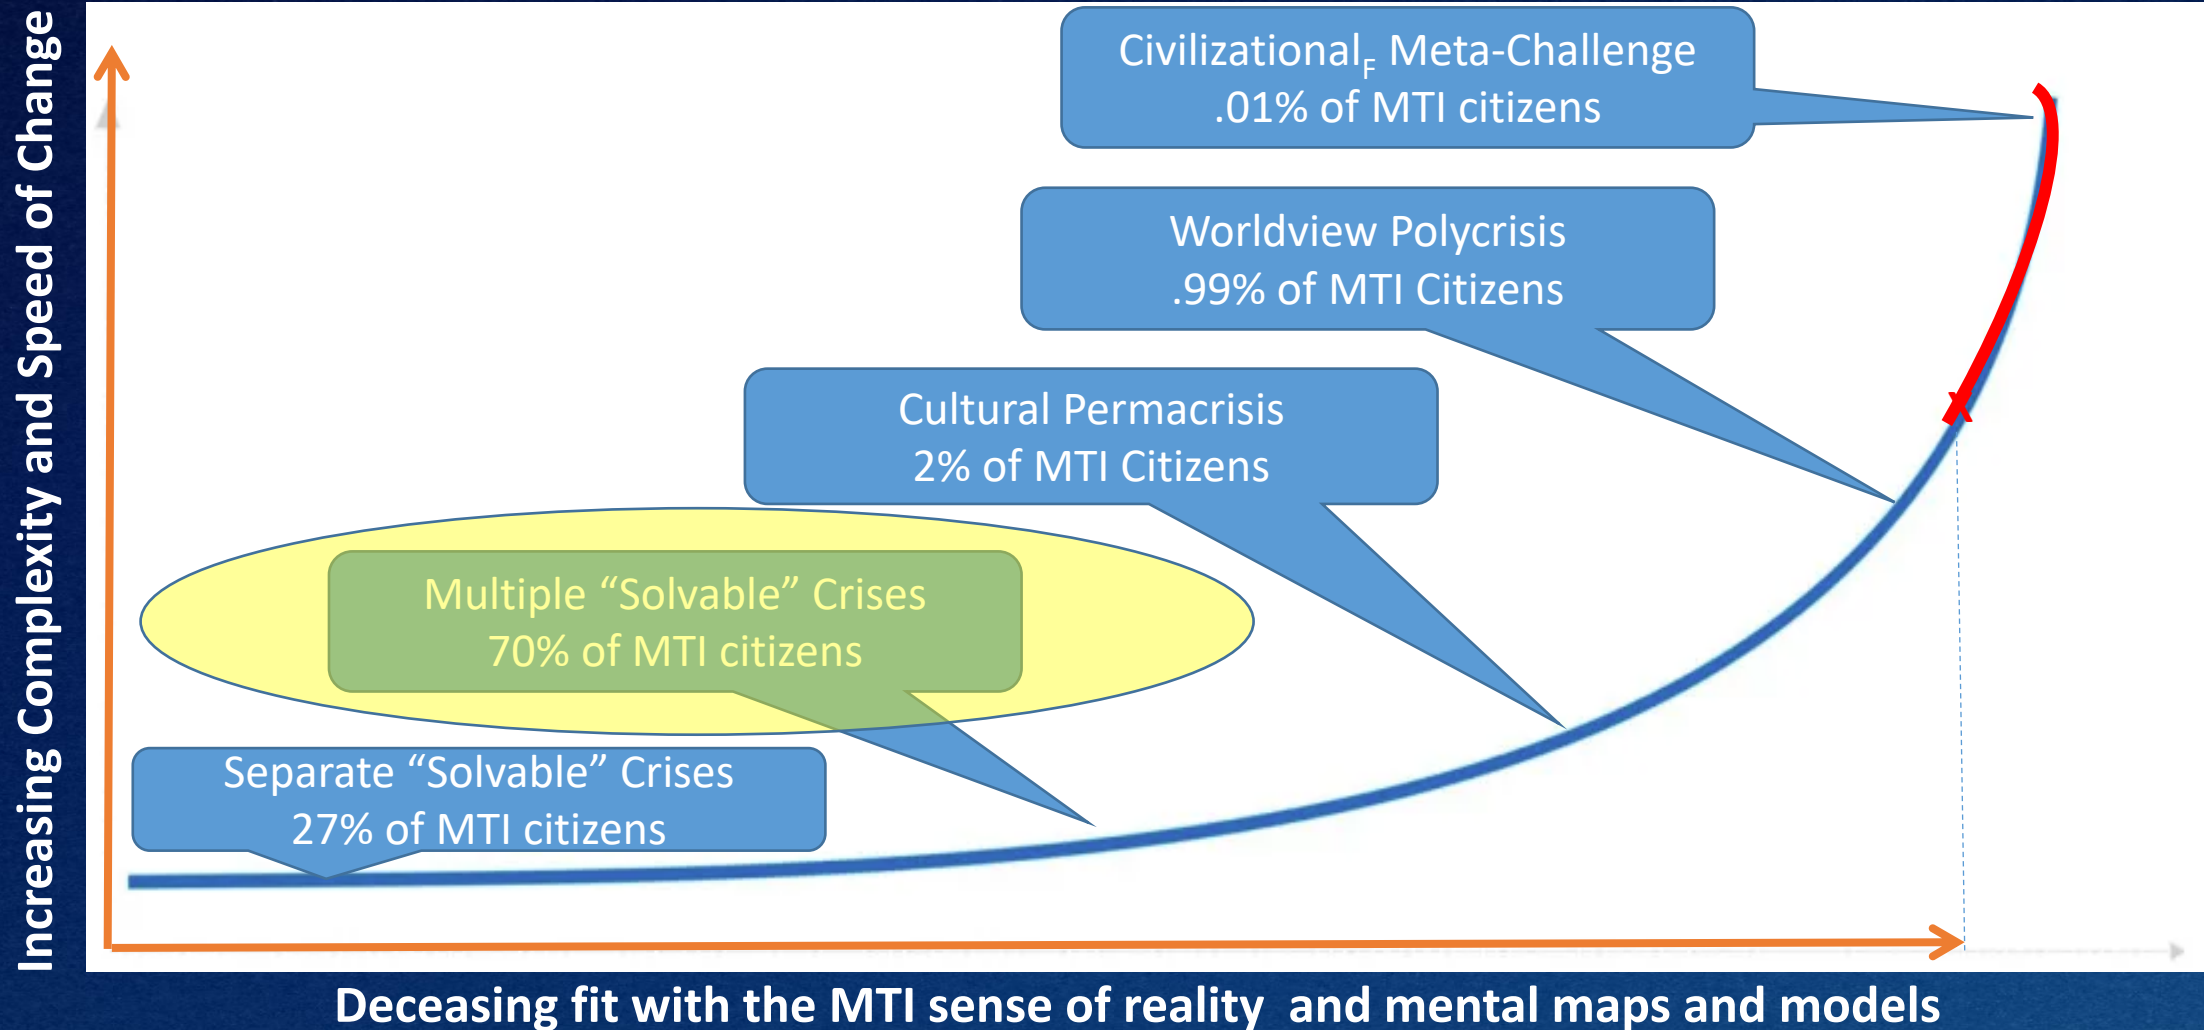 Increasing Complexity and Speed of Change
Civilizational_F Meta-Challenge
.01% of MTI citizens
Worldview Polycrisis
.99% of MTI Citizens
Cultural Permacrisis
2% of MTI Citizens
Multiple “Solvable” Crises
70% of MTI citizens
Separate “Solvable” Crises
27% of MTI citizens
X
Deceasing fit with the MTI sense of reality  and mental maps and models